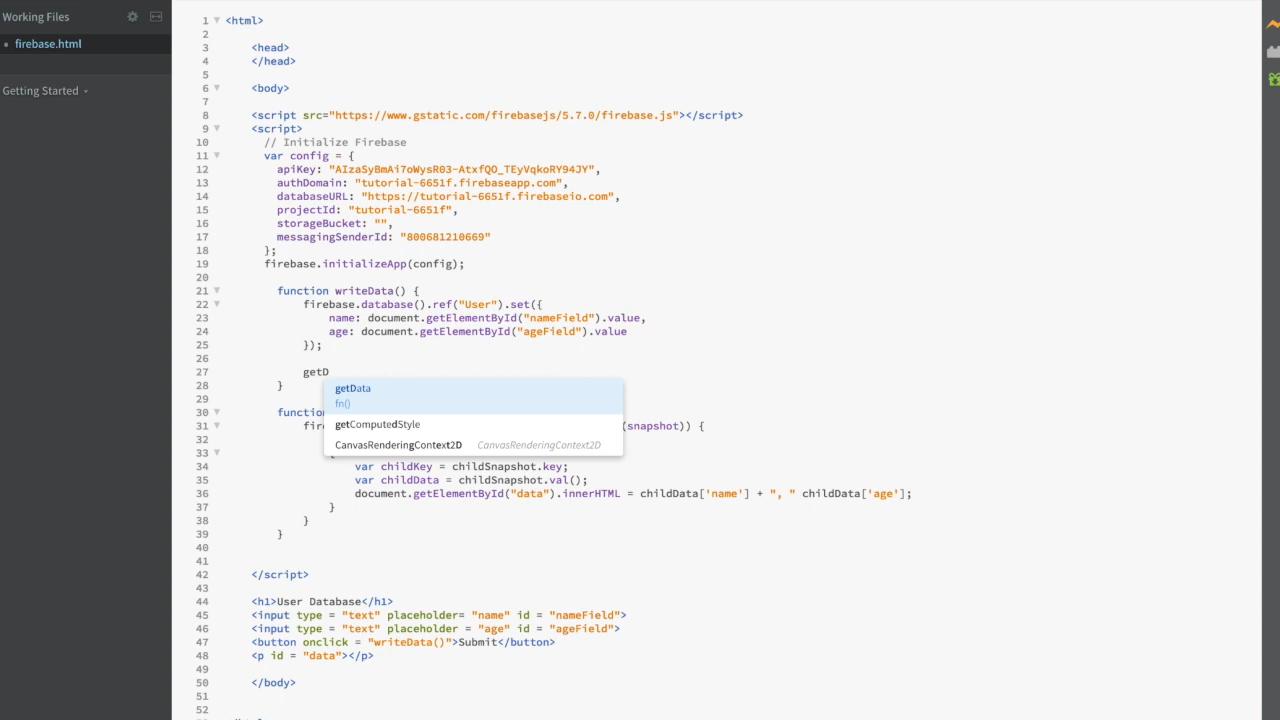 Working Files
firebase.html
Getting Started
1 <html>
2
3 <head>
4 </head>
5
6 <body>
7
8 <script src="https://www.gstatic.com/firebasejs/5.7.0/firebase.js"></script>
9 <script>
10 // Initialize Firebase
11 var config = {
12 apiKey: "AIzaSyBmAi7oWysR03-AtxfQO_TEyVqkoRY94JY",
13 authDomain: "tutorial-6651f.firebaseapp.com",
14 databaseURL: "https://tutorial-6651f.firebaseio.com",
15 projectId: "tutorial-6651f",
16 storageBucket: "",
17 messagingSenderId: "800681210669"
18 };
19 firebase.initializeApp(config);
20
21 function writeData() {
22 firebase.database().ref("User").set({
23 name: document.getElementById("nameField").value,
24 age: document.getElementById("ageField").value
25 });
26
27 getD
28 }
getData
fn()
getComputedStyle
CanvasRenderingContext2D CanvasRenderingContext2D
29
30 function
31 fir (snapshot)) {
32
33 {
34 var childKey = childSnapshot.key;
35 var childData = childSnapshot.val();
36 document.getElementById("data").innerHTML = childData['name'] + ", " childData['age'];
37 }
38 }
39 }
40
41
42 </script>
43
44 <h1>User Database</h1>
45 <input type = "text" placeholder= "name" id = "nameField">
46 <input type = "text" placeholder = "age" id = "ageField">
47 <button onclick = "writeData()">Submit</button>
48 <p id = "data"></p>
49
50 </body>
51
52